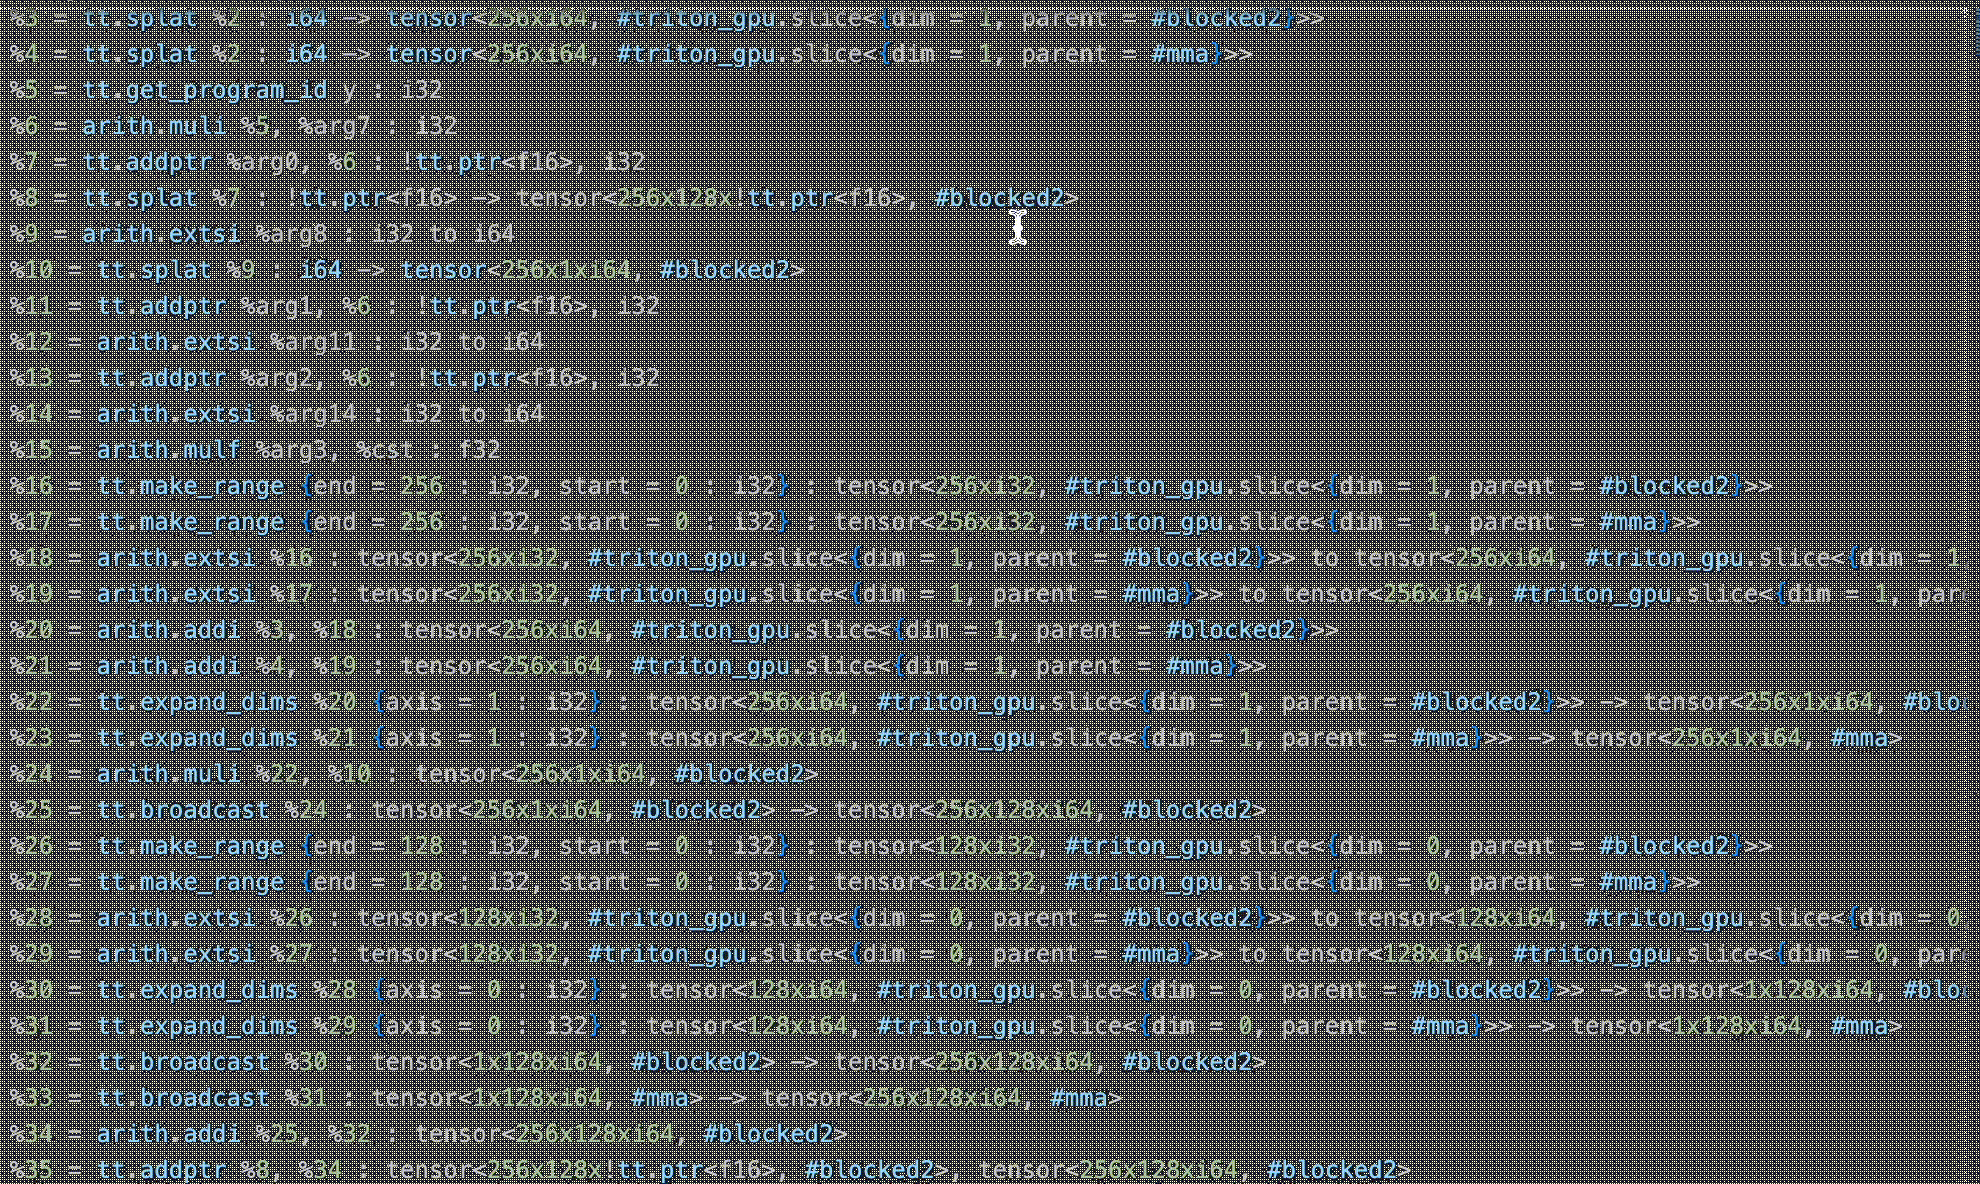 %3 = tt.splat %2 : i64 -> tensor<256xi64, #triton_gpu.slice<{dim = 1, parent = #blocked2}>>
%4 = tt.splat %2 : i64 -> tensor<256xi64, #triton_gpu.slice<{dim = 1, parent = #mma}>>
%5 = tt.get_program_id y : i32
%6 = arith.muli %5, %arg7 : i32
%7 = tt.addptr %arg0, %6 : !tt.ptr<f16>, i32
%8 = tt.splat %7 : !tt.ptr<f16> -> tensor<256x128x!tt.ptr<f16>, #blocked2>
%9 = arith.extsi %arg8 : i32 to i64
%10 = tt.splat %9 : i64 -> tensor<256x1xi64, #blocked2>
%11 = tt.addptr %arg1, %6 : !tt.ptr<f16>, i32
%12 = arith.extsi %arg11 : i32 to i64
%13 = tt.addptr %arg2, %6 : !tt.ptr<f16>, i32
%14 = arith.extsi %arg14 : i32 to i64
%15 = arith.mulf %arg3, %cst : f32
%16 = tt.make_range {end = 256 : i32, start = 0 : i32} : tensor<256xi32, #triton_gpu.slice<{dim = 1, parent = #blocked2}>>
%17 = tt.make_range {end = 256 : i32, start = 0 : i32} : tensor<256xi32, #triton_gpu.slice<{dim = 1, parent = #mma}>>
%18 = arith.extsi %16 : tensor<256xi32, #triton_gpu.slice<{dim = 1, parent = #blocked2}>> to tensor<256xi64, #triton_gpu.slice<{dim = 1
%19 = arith.extsi %17 : tensor<256xi32, #triton_gpu.slice<{dim = 1, parent = #mma}>> to tensor<256xi64, #triton_gpu.slice<{dim = 1, par
%20 = arith.addi %3, %18 : tensor<256xi64, #triton_gpu.slice<{dim = 1, parent = #blocked2}>>
%21 = arith.addi %4, %19 : tensor<256xi64, #triton_gpu.slice<{dim = 1, parent = #mma}>>
%22 = tt.expand_dims %20 {axis = 1 : i32} : tensor<256xi64, #triton_gpu.slice<{dim = 1, parent = #blocked2}>> -> tensor<256x1xi64, #blo
%23 = tt.expand_dims %21 {axis = 1 : i32} : tensor<256xi64, #triton_gpu.slice<{dim = 1, parent = #mma}>> -> tensor<256x1xi64, #mma>
%24 = arith.muli %22, %10 : tensor<256x1xi64, #blocked2>
%25 = tt.broadcast %24 : tensor<256x1xi64, #blocked2> -> tensor<256x128xi64, #blocked2>
%26 = tt.make_range {end = 128 : i32, start = 0 : i32} : tensor<128xi32, #triton_gpu.slice<{dim = 0, parent = #blocked2}>>
%27 = tt.make_range {end = 128 : i32, start = 0 : i32} : tensor<128xi32, #triton_gpu.slice<{dim = 0, parent = #mma}>>
%28 = arith.extsi %26 : tensor<128xi32, #triton_gpu.slice<{dim = 0, parent = #blocked2}>> to tensor<128xi64, #triton_gpu.slice<{dim = 0
%29 = arith.extsi %27 : tensor<128xi32, #triton_gpu.slice<{dim = 0, parent = #mma}>> to tensor<128xi64, #triton_gpu.slice<{dim = 0, par
%30 = tt.expand_dims %28 {axis = 0 : i32} : tensor<128xi64, #triton_gpu.slice<{dim = 0, parent = #blocked2}>> -> tensor<1x128xi64, #blo
%31 = tt.expand_dims %29 {axis = 0 : i32} : tensor<128xi64, #triton_gpu.slice<{dim = 0, parent = #mma}>> -> tensor<1x128xi64, #mma>
%32 = tt.broadcast %30 : tensor<1x128xi64, #blocked2> -> tensor<256x128xi64, #blocked2>
%33 = tt.broadcast %31 : tensor<1x128xi64, #mma> -> tensor<256x128xi64, #mma>
%34 = arith.addi %25, %32 : tensor<256x128xi64, #blocked2>
%35 = tt.addptr %8, %34 : tensor<256x128x!tt.ptr<f16>, #blocked2>, tensor<256x128xi64, #blocked2>